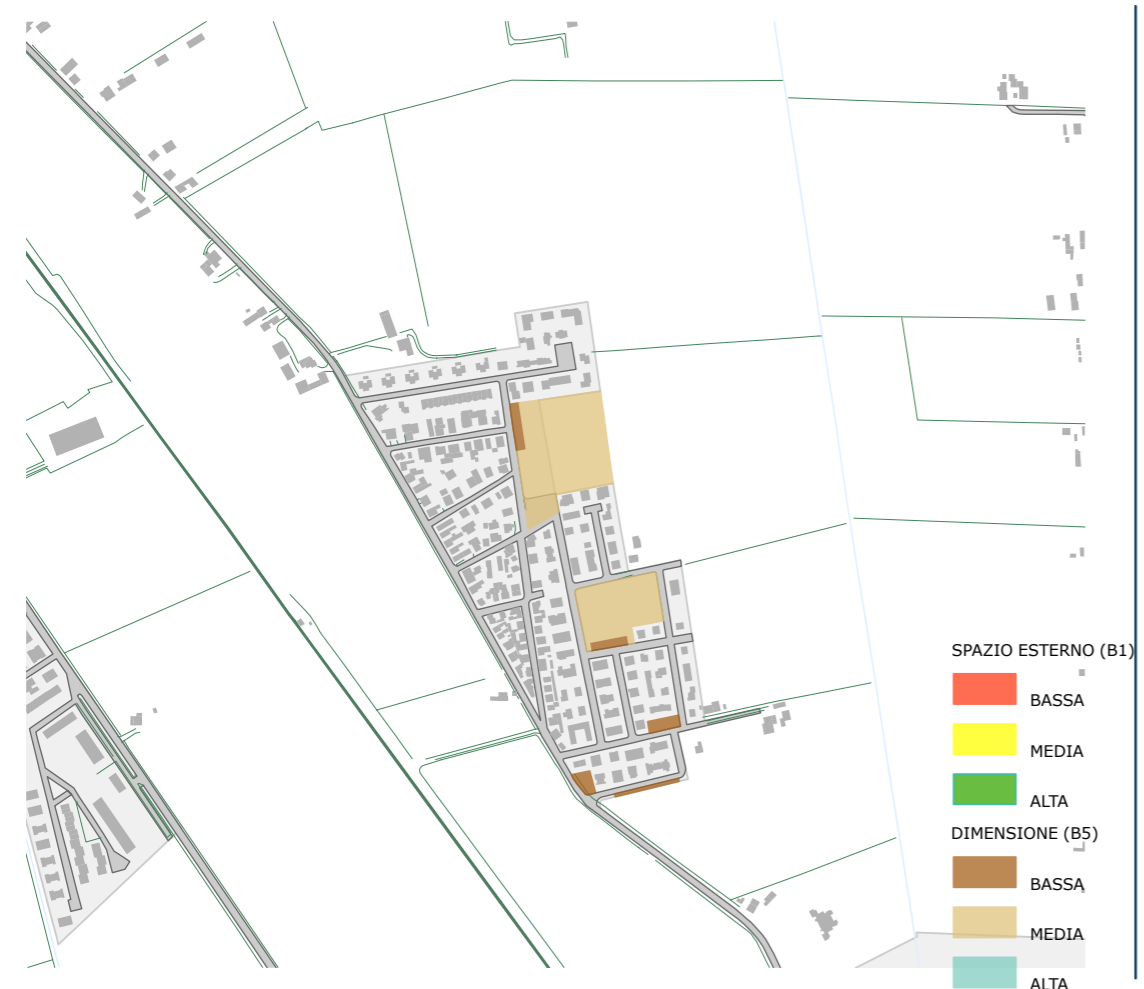 SPAZIO ESTERNO (B1)
BASSA
MEDIA
ALTA
DIMENSIONE (B5)
BASSA
MEDIA
ALTA